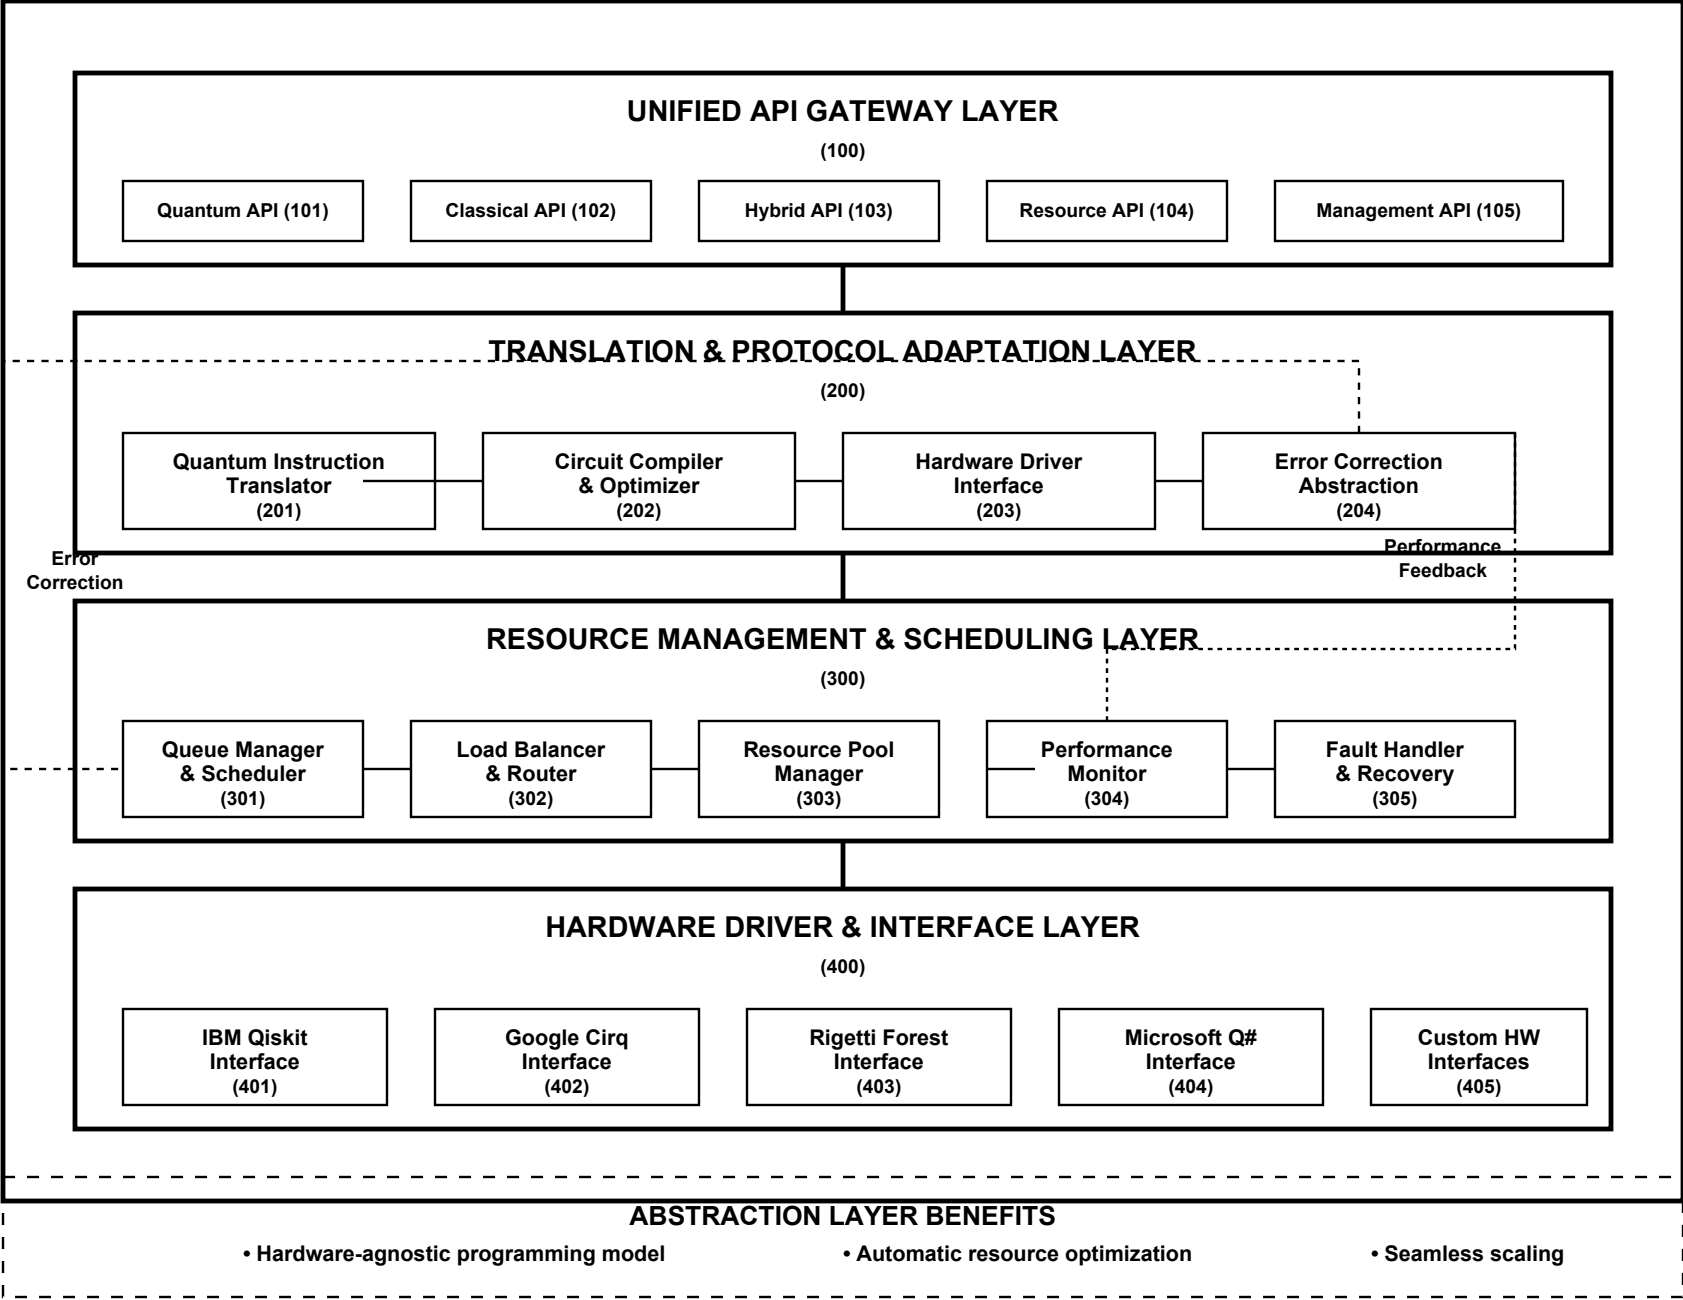 UNIFIED API GATEWAY LAYER
(100)
Quantum API (101)
Classical API (102)
Hybrid API (103)
Resource API (104)
Management API (105)
TRANSLATION & PROTOCOL ADAPTATION LAYER
(200)
Quantum Instruction
Translator
(201)
Circuit Compiler
& Optimizer
(202)
Hardware Driver
Interface
(203)
Error Correction
Abstraction
(204)
Error
Correction
Performance
Feedback
RESOURCE MANAGEMENT & SCHEDULING LAYER
(300)
Queue Manager
& Scheduler
(301)
Load Balancer
& Router
(302)
Resource Pool
Manager
(303)
Performance
Monitor
(304)
Fault Handler
& Recovery
(305)
HARDWARE DRIVER & INTERFACE LAYER
(400)
IBM Qiskit
Interface
(401)
Google Cirq
Interface
(402)
Rigetti Forest
Interface
(403)
Microsoft Q#
Interface
(404)
Custom HW
Interfaces
(405)
ABSTRACTION LAYER BENEFITS
• Hardware-agnostic programming model
• Automatic resource optimization
• Seamless scaling